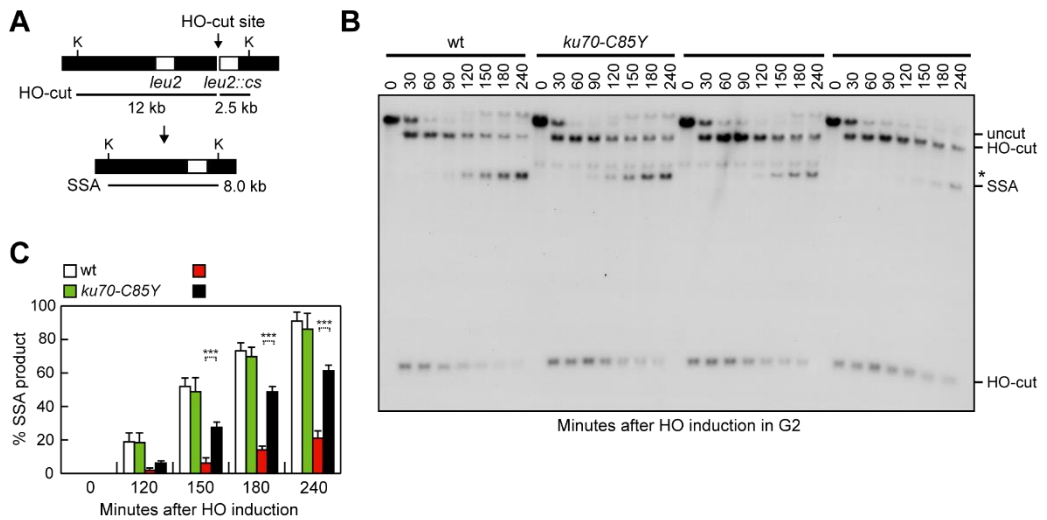 A
HO-cut site
K
K
leu2
leu2::cs
HO-cut
12 kb
2.5 kb
K
K
SSA
8.0 kb
B
wt
ku70-C85Y
0 30 60 90 120 150 180 240 0 30 60 90 120 150 180 240 0 30 60 90 120 150 180 240 0 30 60 90 120 150 180 240
uncut
HO-cut
*
SSA
HO-cut
Minutes after HO induction in G2
C
wt
ku70-C85Y
% SSA product
100
80
60
40
20
0
***
***
***
0 120 150 180 240
Minutes after HO induction